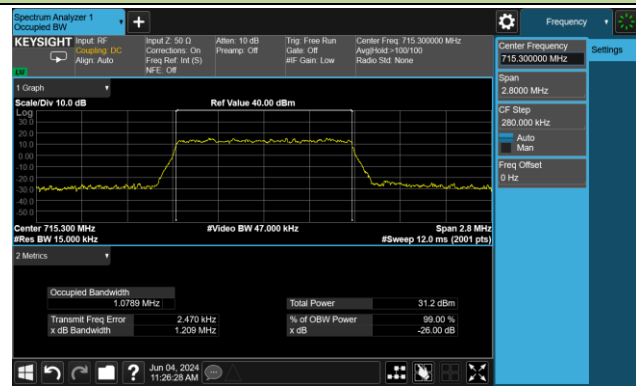 Spectrum Analyzer 1
Occupied BW
Frequency
KEYSIGHT
Input: RF
Coupling: DC
Align: Auto
Input Z: 50 Ω
Corrections: On
Freq Ref: Int (S)
NFE: Off
Atten: 10 dB
Preamp: Off
Trig: Free Run
Gate: Off
#IF Gain: Low
Center Freq: 715.300000 MHz
Avg|Hold:>100/100
Radio Std: None
Center Frequency
715.300000 MHz
Settings
Span
2.8000 MHz
CF Step
280.000 kHz
Auto
Man
Freq Offset
0 Hz
1 Graph
Scale/Div 10.0 dB
Ref Value 40.00 dBm
Log
30.0
20.0
10.0
0.00
-10.0
-20.0
-30.0
-40.0
-50.0
Center 715.300 MHz
#Video BW 47.000 kHz
Span 2.8 MHz
#Res BW 15.000 kHz
#Sweep 12.0 ms (2001 pts)
2 Metrics
Occupied Bandwidth
1.0789 MHz
Total Power
31.2 dBm
Transmit Freq Error
2.470 kHz
% of OBW Power
99.00 %
x dB Bandwidth
1.209 MHz
x dB
-26.00 dB
?
Jun 04, 2024
11:26:28 AM